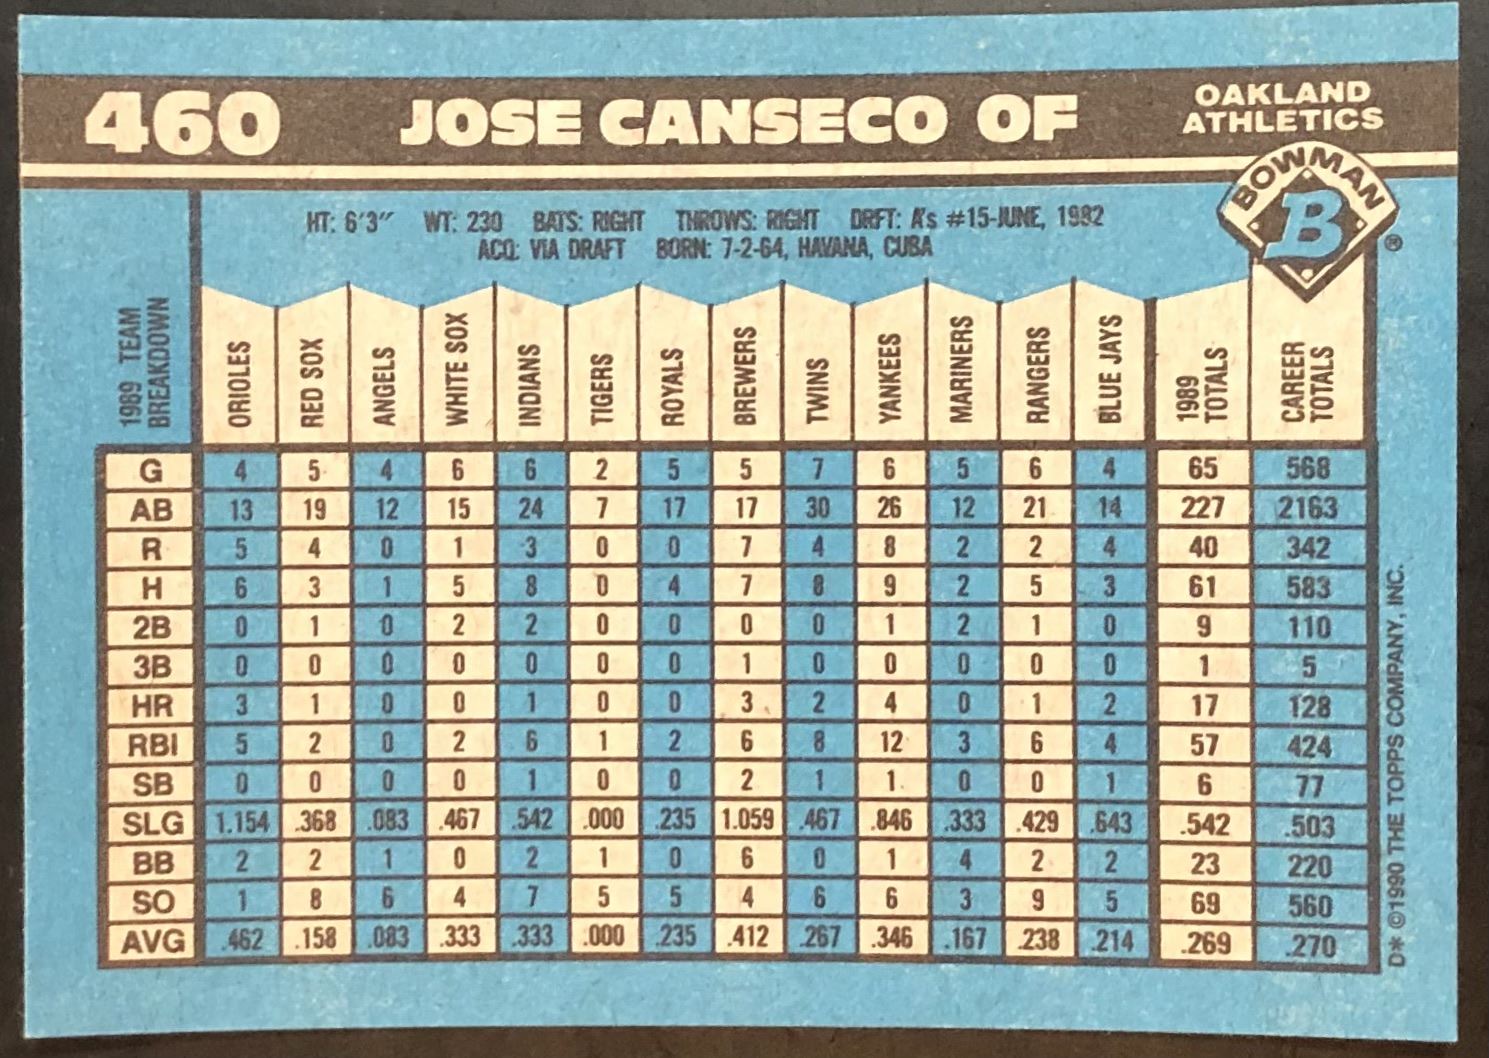 460 JOSE CANSECO OF OAKLAND ATHLETICS
BOWMAN
B
®
HT: 6'3" WT: 230 BATS: RIGHT THROWS: RIGHT DRFT: A's #15-JUNE, 1982
ACQ: VIA DRAFT BORN: 7-2-64, HAVANA, CUBA
1989 TEAM BREAKDOWN ORIOLES RED SOX ANGELS WHITE SOX INDIANS TIGERS ROYALS BREWERS TWINS YANKEES MARINERS RANGERS BLUE JAYS 1989 TOTALS CAREER TOTALS
G 4 5 4 6 6 2 5 5 7 6 5 6 4 65 568
AB 13 19 12 15 24 7 17 17 30 26 12 21 14 227 2163
R 5 4 0 1 3 0 0 7 4 8 2 2 4 40 342
H 6 3 1 5 8 0 4 7 8 9 2 5 3 61 583
2B 0 1 0 2 2 0 0 0 0 1 2 1 0 9 110
3B 0 0 0 0 0 0 0 1 0 0 0 0 0 1 5
HR 3 1 0 0 1 0 0 3 2 4 0 1 2 17 128
RBI 5 2 0 2 6 1 2 6 8 12 3 6 4 57 424
SB 0 0 0 0 1 0 0 2 1 1 0 0 1 6 77
SLG 1.154 .368 .083 .467 .542 .000 .235 1.059 .467 .846 .333 .429 .643 .542 .503
BB 2 2 1 0 2 1 0 6 0 1 4 2 2 23 220
SO 1 8 6 4 7 5 5 4 6 6 3 9 5 69 560
AVG .462 .158 .083 .333 .333 .000 .235 .412 .267 .346 .167 .238 .214 .269 .270
D* ©1990 THE TOPPS COMPANY, INC.